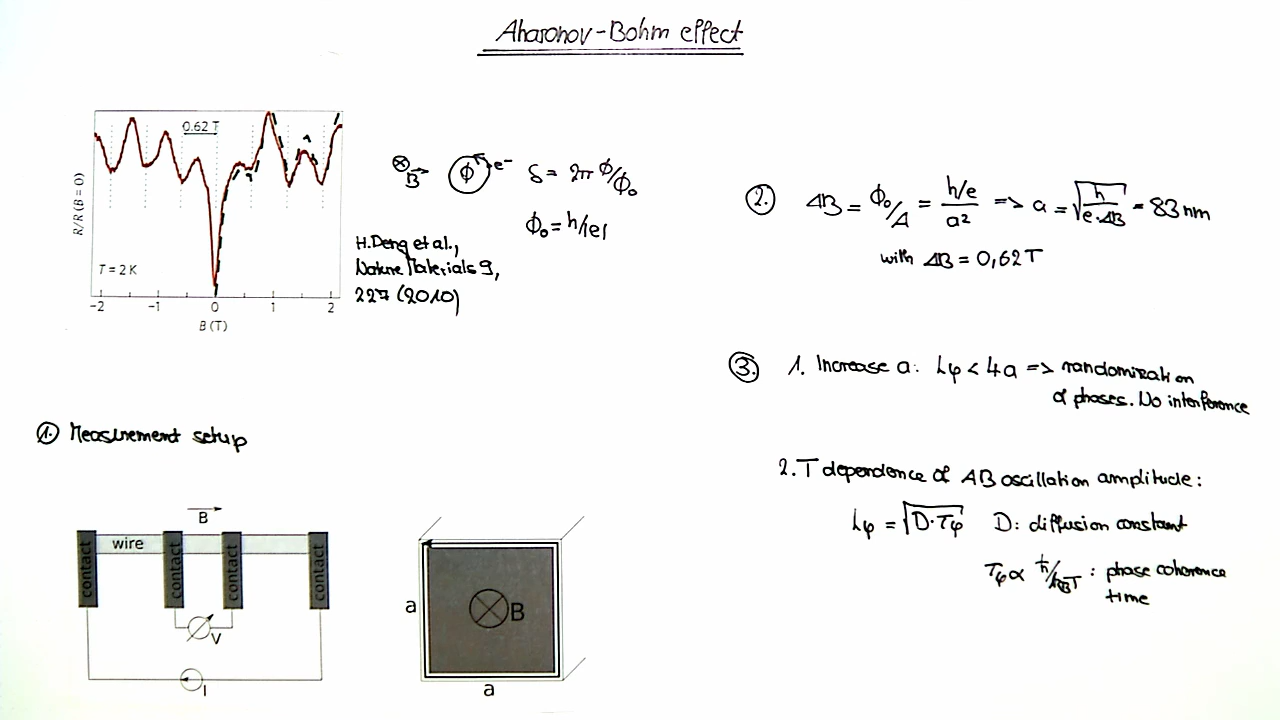 Aharonov-Bohm effect
0.62 T
R/R(B=0)
T = 2 K
-2 -1 0 1 2
B (T)
H. Deng et al.,
Nature Materials 9,
227 (2010)
⊗ B Φ e⁻ δ = 2π Φ/Φ₀
Φ₀ = h/|e|
① Measurement setup
B
wire
contact contact contact contact
V
I
a
B
a
② ΔB = Φ₀/A = (h/e)/a² => a = √(h/(e·ΔB)) = 83 nm
with ΔB = 0,62 T
③ 1. Increase a: Lφ < 4a => randomization
of phases. No interference
2. T dependence of AB oscillation amplitude:
Lφ = √(D·τφ) D: diffusion constant
τφ ∝ ħ/kBT : phase coherence
time